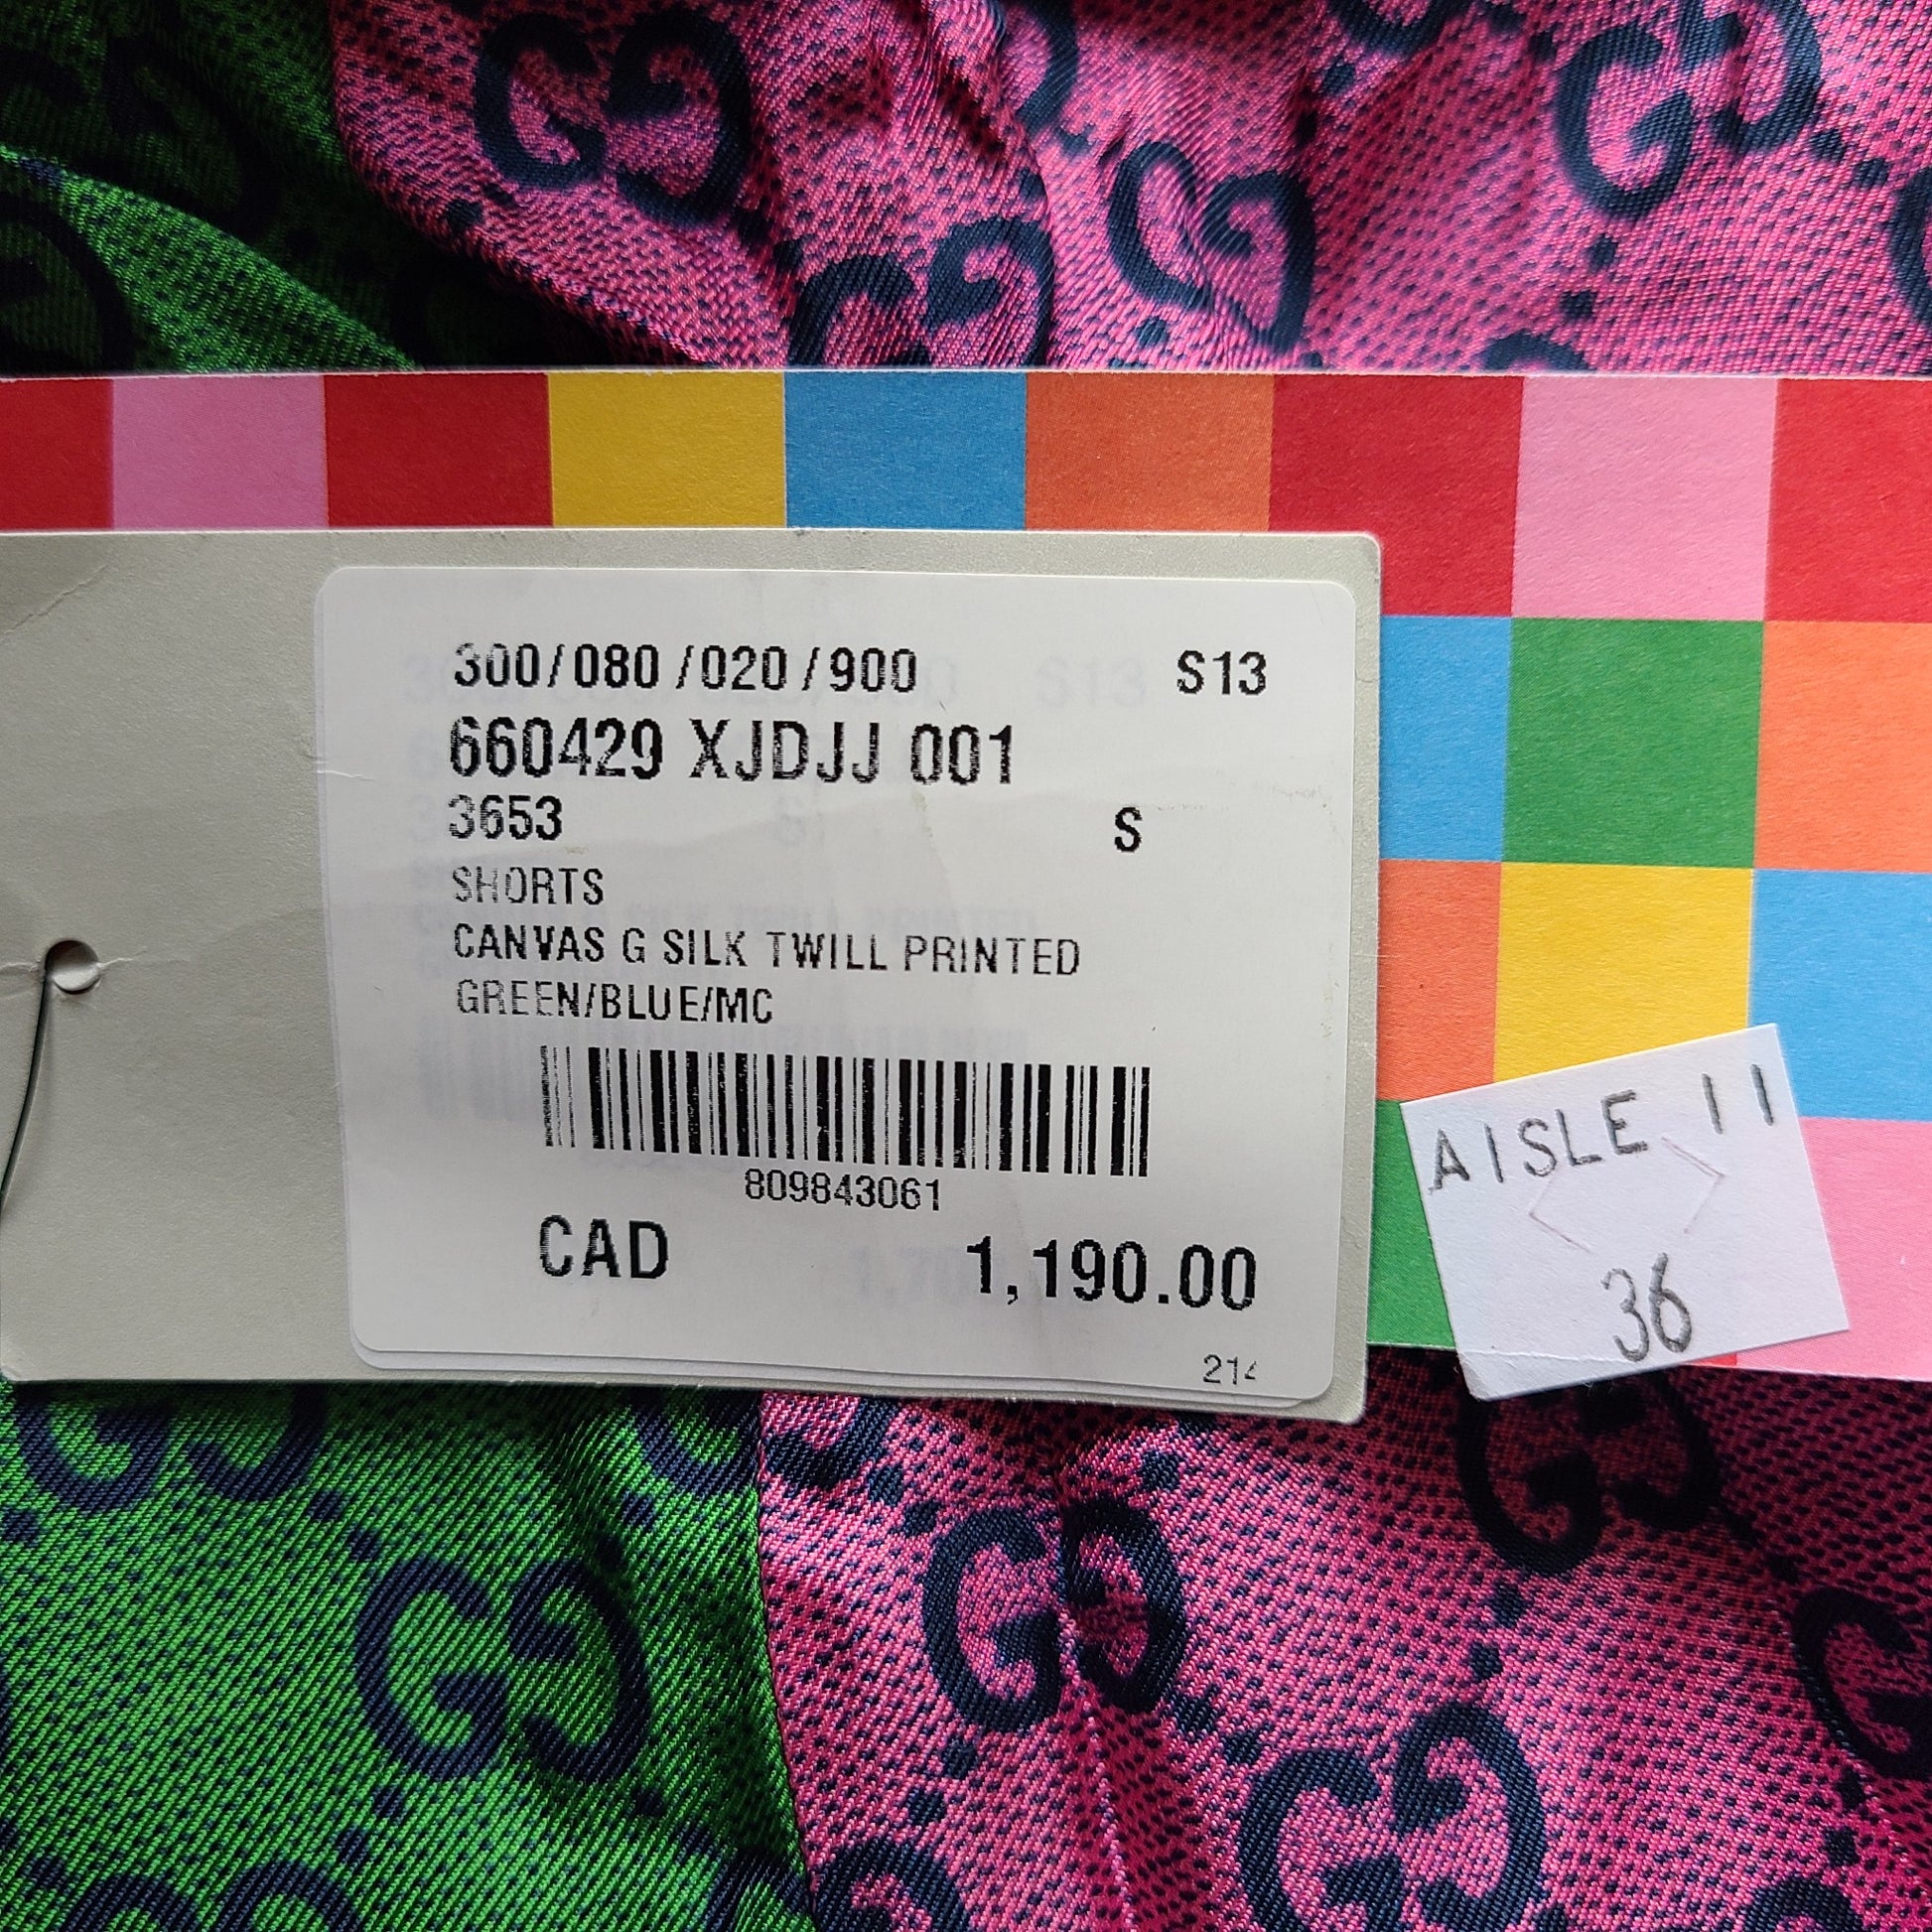 300/080/020/900 S13
660429 XJDJJ 001
3653 S
SHORTS
CANVAS G SILK TWILL PRINTED
GREEN/BLUE/MC
809843061
CAD 1,190.00
AISLE 11
36